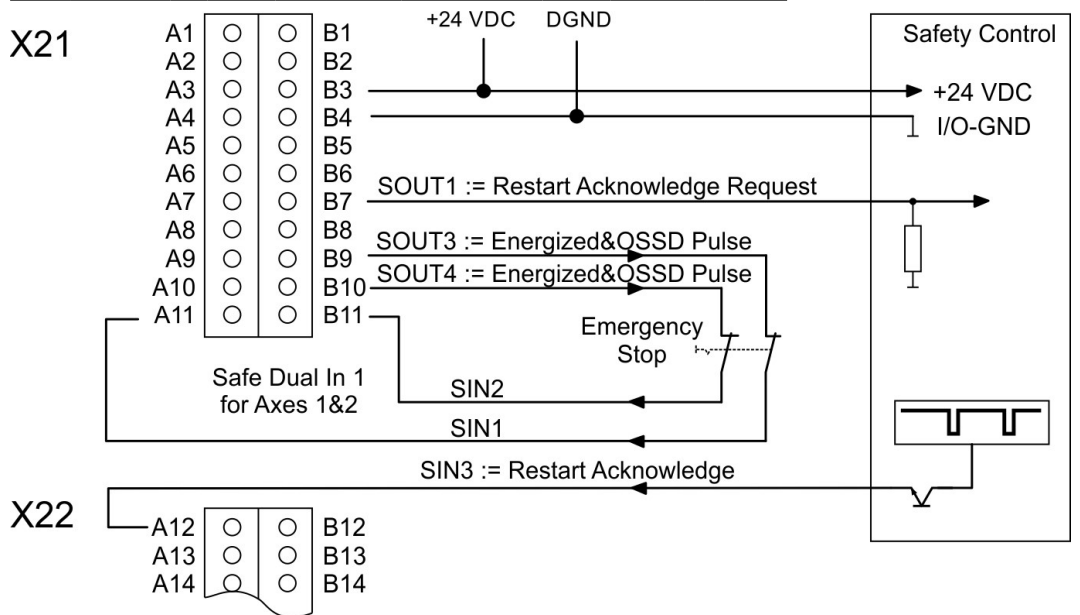 +24 VDC DGND
X21
A1 B1
A2 B2
A3 B3
A4 B4
A5 B5
A6 B6
A7 B7
A8 B8
A9 B9
A10 B10
A11 B11
Safety Control
+24 VDC
I/O-GND
SOUT1 := Restart Acknowledge Request
SOUT3 := Energized&OSSD Pulse
SOUT4 := Energized&OSSD Pulse
Emergency
Stop
Safe Dual In 1
for Axes 1&2
SIN2
SIN1
SIN3 := Restart Acknowledge
X22
A12 B12
A13 B13
A14 B14